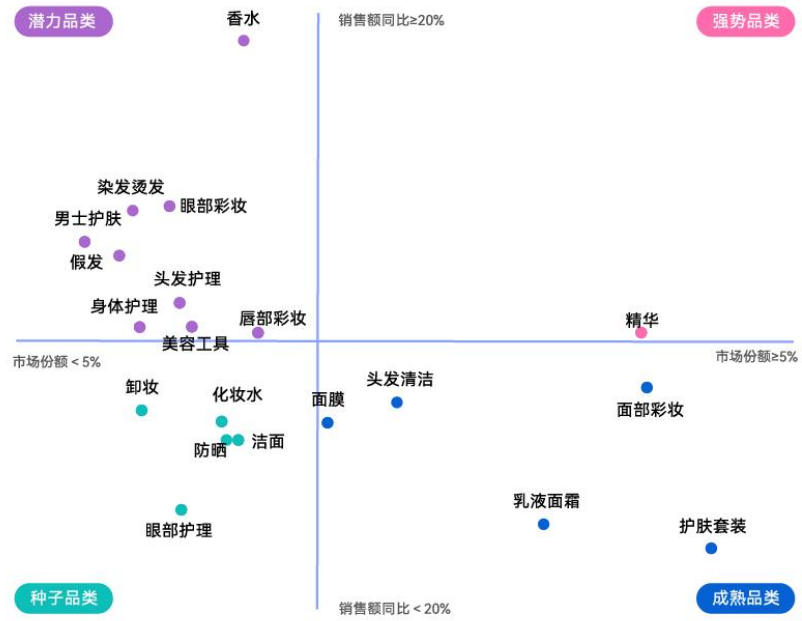 潜力品类
香水
销售额同比≥20%
强势品类
染发烫发
眼部彩妆
男士护肤
假发
头发护理
身体护理
唇部彩妆
精华
美容工具
市场份额<5%
市场份额≥5%
卸妆
化妆水
面膜
头发清洁
面部彩妆
防晒
洁面
乳液面霜
护肤套装
眼部护理
种子品类
销售额同比<20%
成熟品类